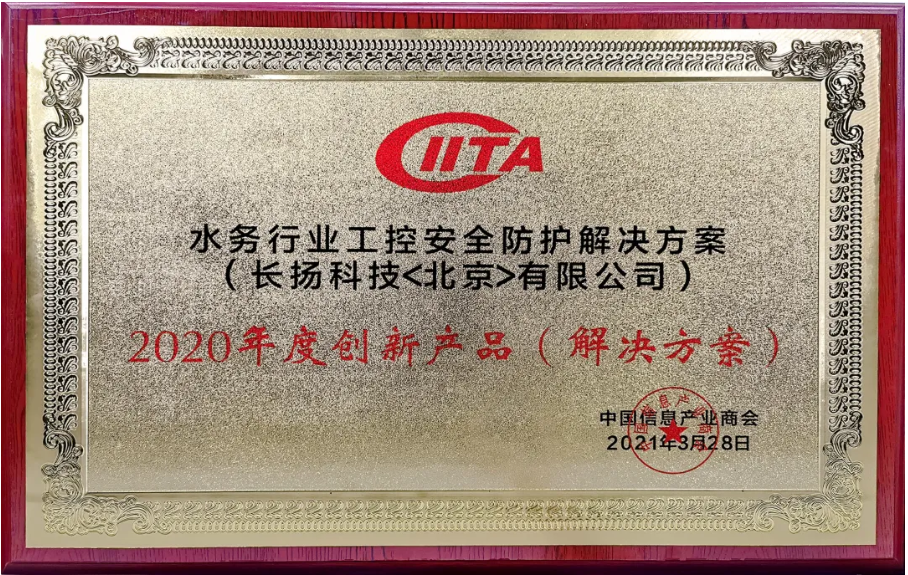 CIITA
水务行业工控安全防护解决方案
（长扬科技<北京>有限公司）
2020年度创新产品（解决方案）
中国信息产业商会
2021年3月28日